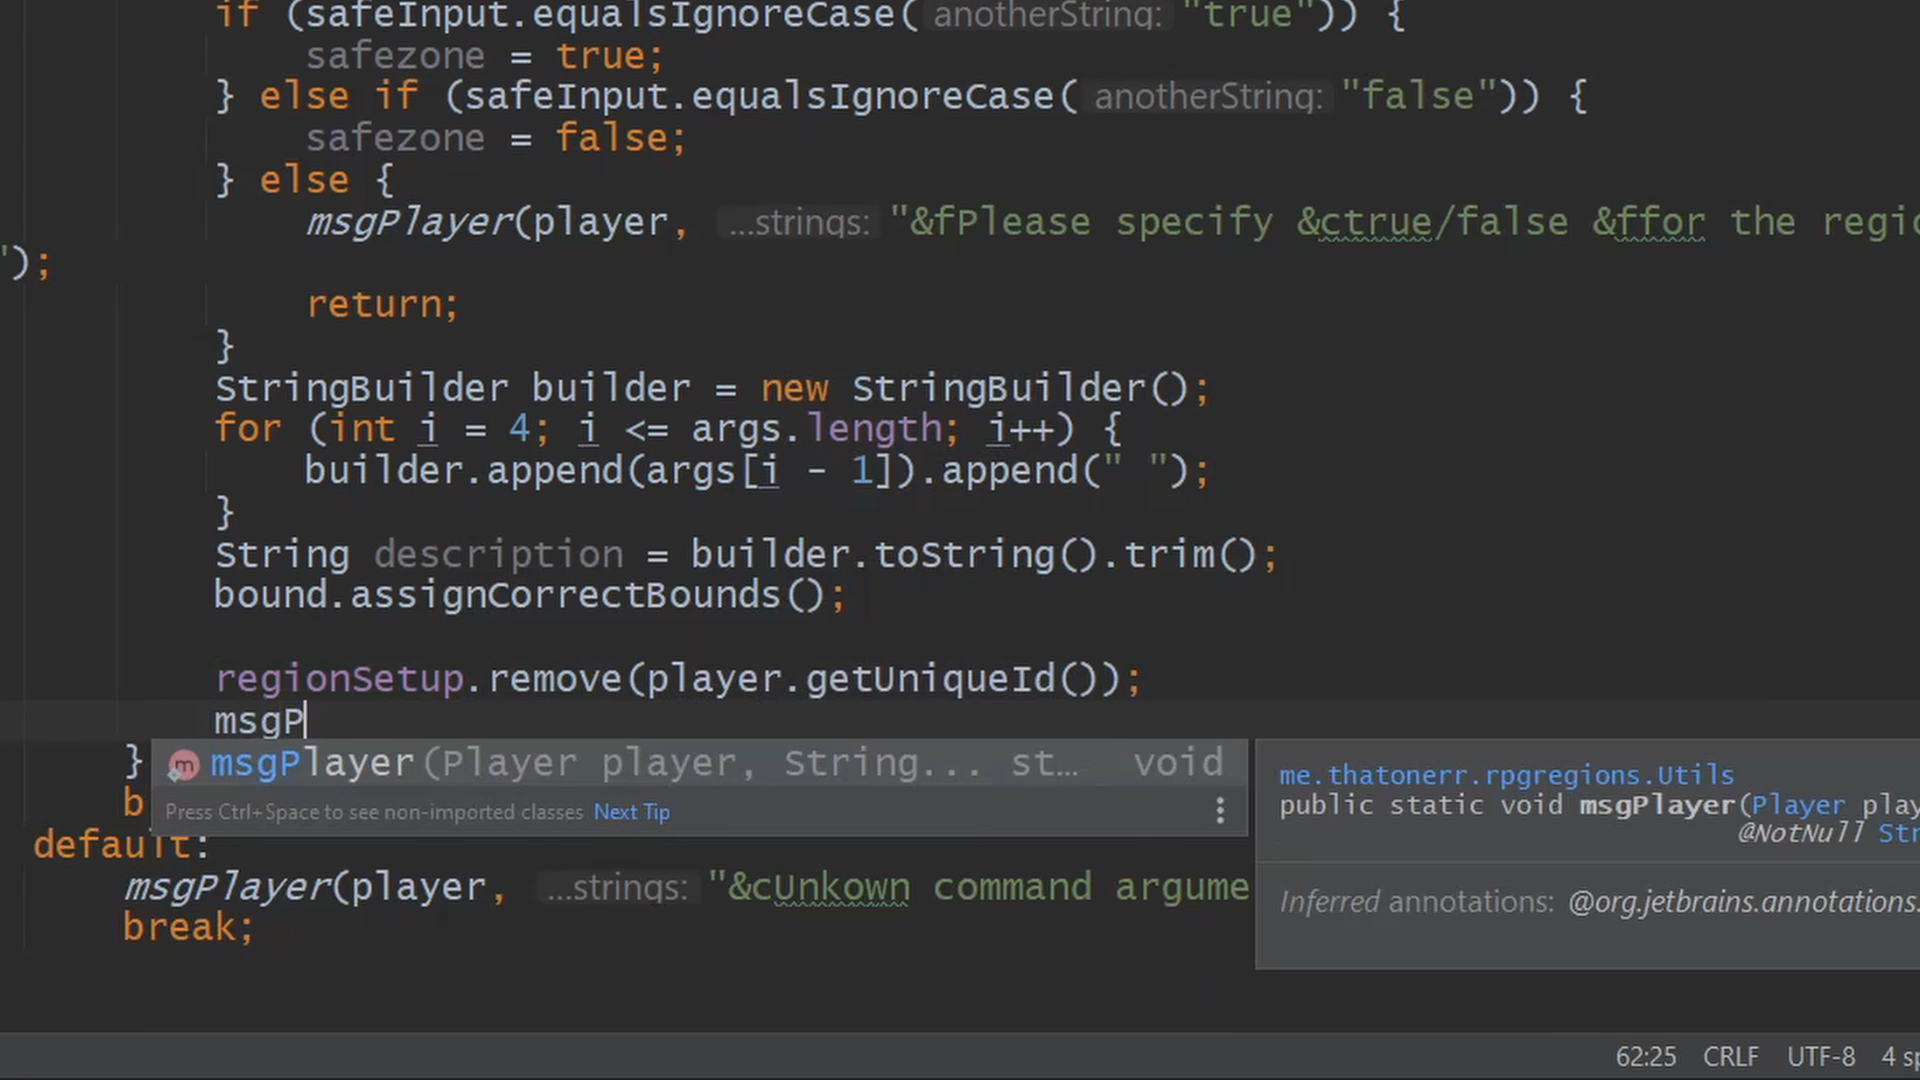 if (safeInput.equalsIgnoreCase( anotherString: "true")) {
safezone = true;
} else if (safeInput.equalsIgnoreCase( anotherString: "false")) {
safezone = false;
} else {
msgPlayer(player, ...strings: "&fPlease specify &ctrue/false &ffor the regio
");
return;
}
StringBuilder builder = new StringBuilder();
for (int i = 4; i <= args.length; i++) {
builder.append(args[i - 1]).append(" ");
}
String description = builder.toString().trim();
bound.assignCorrectBounds();
regionSetup.remove(player.getUniqueId());
msgP
} m msgPlayer(Player player, String... st... void
me.thatonerr.rpgregions.Utils
public static void msgPlayer(Player play
@NotNull Str
b Press Ctrl+Space to see non-imported classes Next Tip
default:
msgPlayer(player, ...strings: "&cUnkown command argume
Inferred annotations: @org.jetbrains.annotations.
break;
62:25 CRLF UTF-8 4 sp